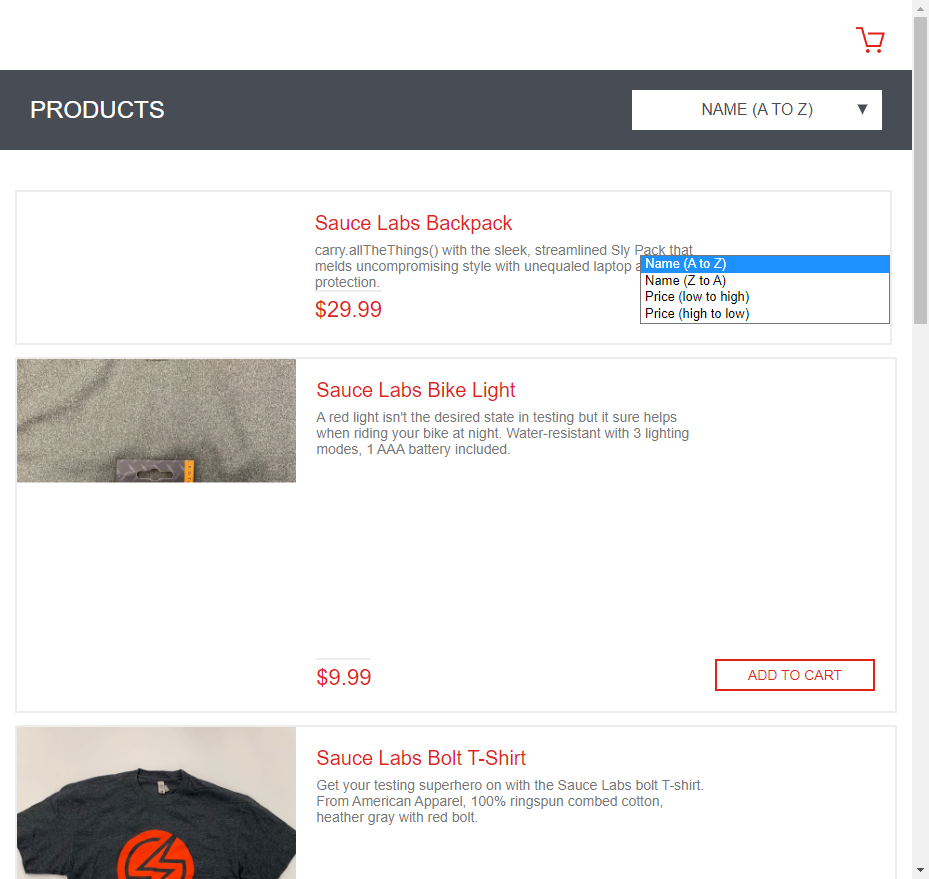 PRODUCTS
NAME (A TO Z) ▼
Sauce Labs Backpack
carry.allTheThings() with the sleek, streamlined Sly Pack that
melds uncompromising style with unequaled laptop
protection.
Name (A to Z)
Name (Z to A)
Price (low to high)
Price (high to low)
$29.99
Sauce Labs Bike Light
A red light isn't the desired state in testing but it sure helps
when riding your bike at night. Water-resistant with 3 lighting
modes, 1 AAA battery included.
$9.99
ADD TO CART
Sauce Labs Bolt T-Shirt
Get your testing superhero on with the Sauce Labs bolt T-shirt.
From American Apparel, 100% ringspun combed cotton,
heather gray with red bolt.